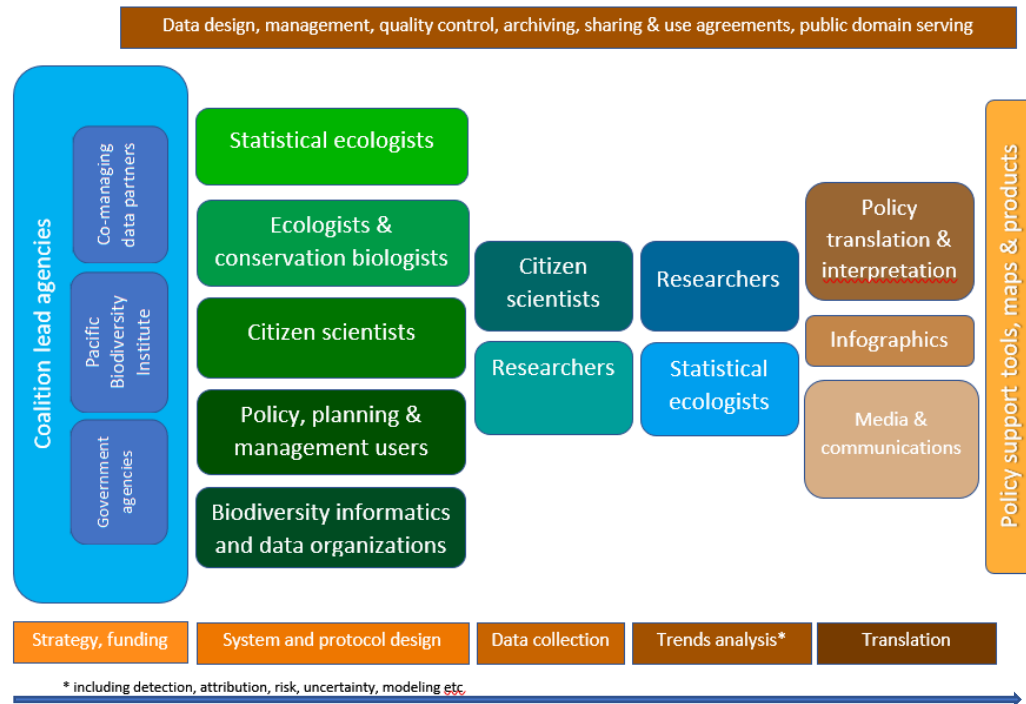 Data design, management, quality control, archiving, sharing & use agreements, public domain serving
Coalition lead agencies
Co-managing
data partners
Pacific
Biodiversity
Institute
Government
agencies
Statistical ecologists
Ecologists &
conservation biologists
Citizen scientists
Policy, planning &
management users
Biodiversity informatics
and data organizations
Citizen
scientists
Researchers
Researchers
Statistical
ecologists
Policy
translation &
interpretation
Infographics
Media &
communications
Policy support tools, maps & products
Strategy, funding
System and protocol design
Data collection
Trends analysis*
Translation
* including detection, attribution, risk, uncertainty, modeling etc